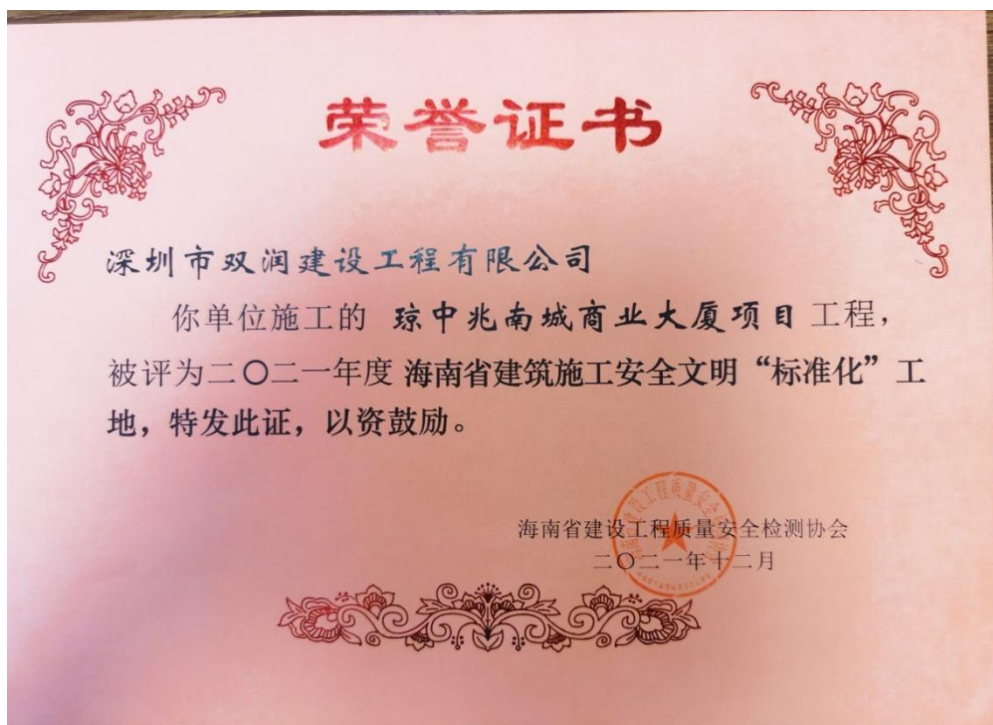 荣誉证书
深圳市双润建设工程有限公司
你单位施工的 琼中兆南城商业大厦项目 工程，
被评为二〇二一年度 海南省建筑施工安全文明“标准化”工
地，特发此证，以资鼓励。
海南省建设工程质量安全检测协会
二〇二一年十二月